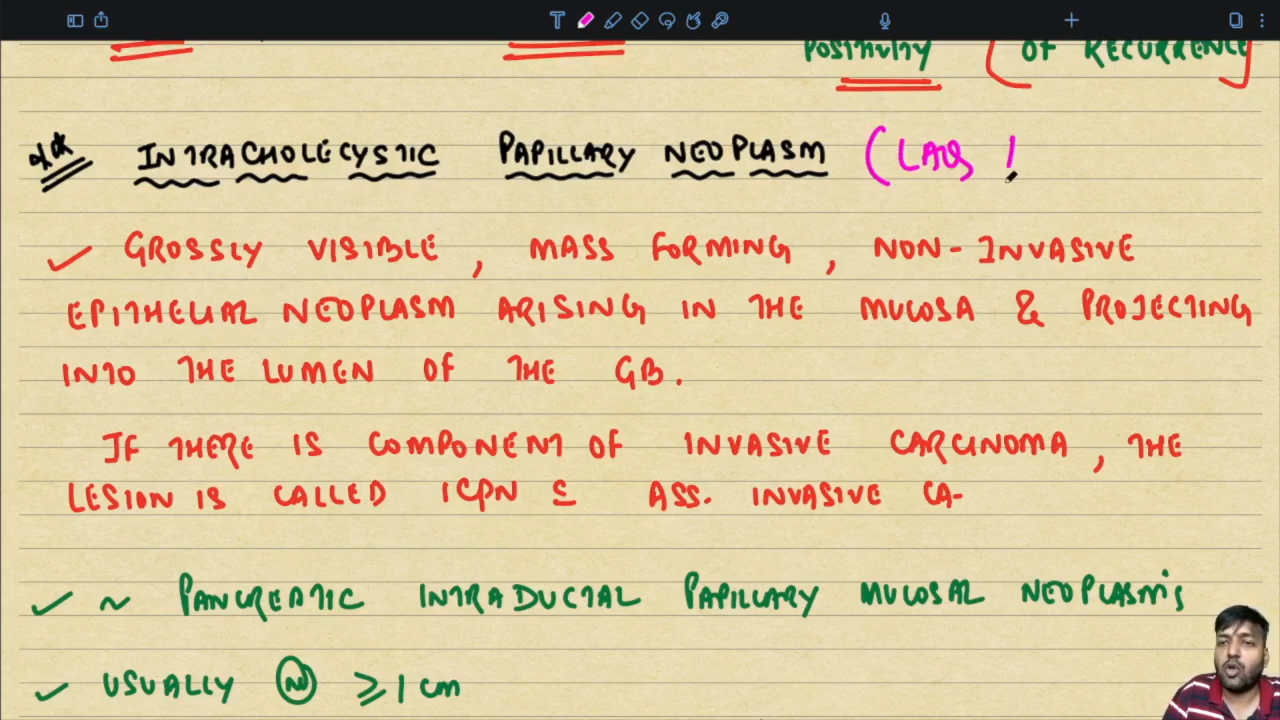 POSITIVITY (OF RECURRENCE)
** INTRACHOLECYSTIC PAPILLARY NEOPLASM (LAQ
✓ GROSSLY VISIBLE, MASS FORMING, NON-INVASIVE
EPITHELIAL NEOPLASM ARISING IN THE MUCOSA & PROJECTING
INTO THE LUMEN OF THE GB.
IF THERE IS COMPONENT OF INVASIVE CARCINOMA, THE
LESION IS CALLED ICPN C ASS. INVASIVE CA-
✓ ~ PANCREATIC INTRADUCTAL PAPILLARY MUCOSAL NEOPLASM'S
✓ USUALLY ≥1 cm